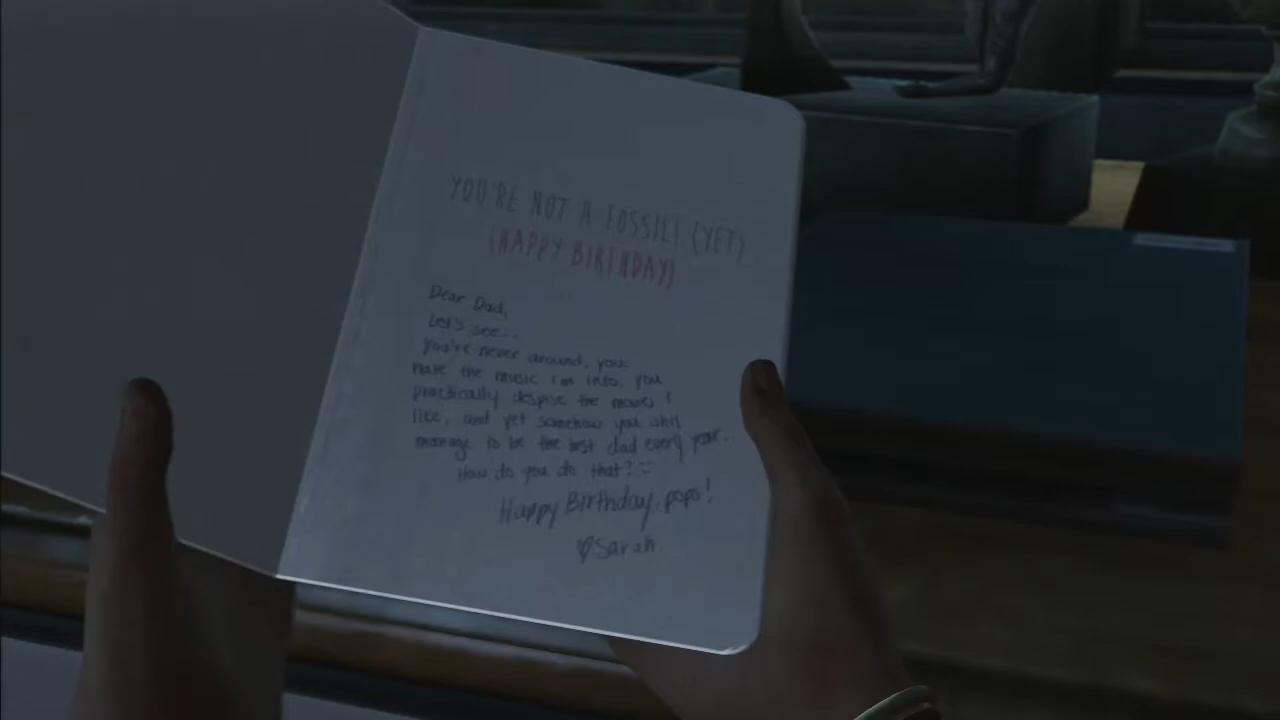 YOU'RE NOT A FOSSIL! (YET)
(HAPPY BIRTHDAY)
Dear Dad,
Let's see...
you're never around, you
hate the music i'm into, you
practically despise the movies i
like, and yet somehow you still
manage to be the best dad every year.
How do you do that? :)
Happy Birthday, pops!
♡Sarah.